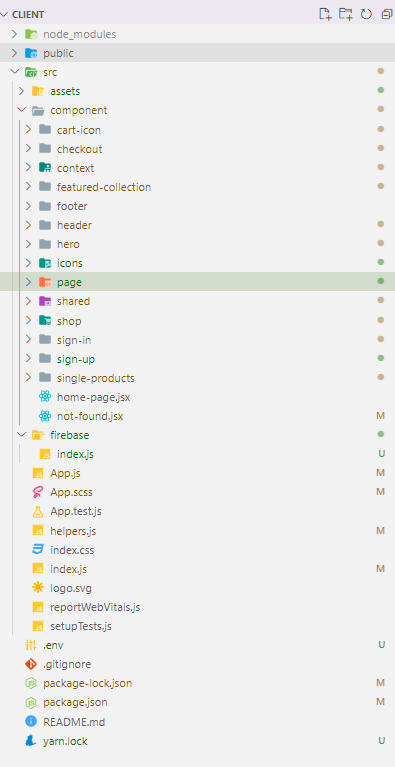 CLIENT
node_modules
public
src
assets
component
cart-icon
checkout
context
featured-collection
footer
header
hero
icons
page
shared
shop
sign-in
sign-up
single-products
home-page.jsx
not-found.jsx M
firebase
index.js U
App.js M
App.scss M
App.test.js
helpers.js M
index.css
index.js M
logo.svg
reportWebVitals.js
setupTests.js
.env U
.gitignore
package-lock.json M
package.json M
README.md
yarn.lock U